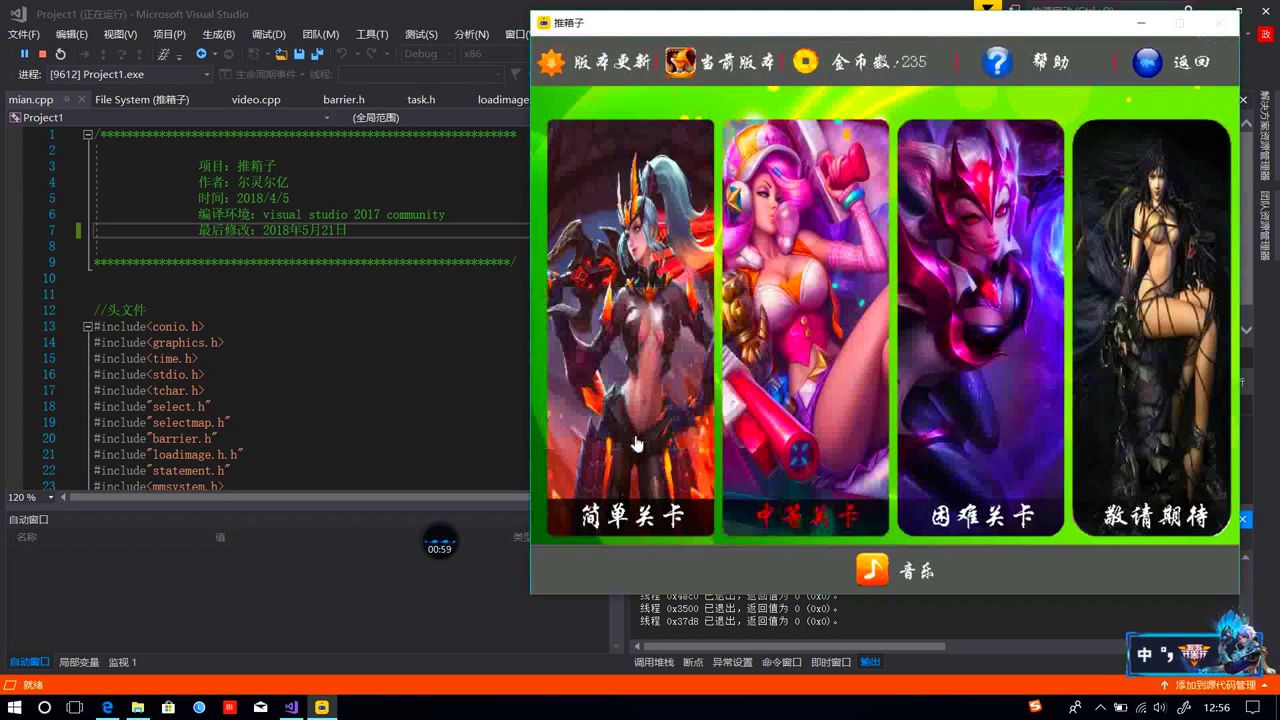 Project1 (正在运行) - Microsoft Visual Studio
推箱子
文件(F)
项目(P)
生成(B)
调试(D)
团队(M)
工具(T)
测试(S)
分析(N)
窗口(W)
政
[9612] Project1.exe
生命周期事件
线程:
版本更新
当前版本
金币数:235
帮助
返回
mian.cpp
File System (推箱子)
video.cpp
barrier.h
task.h
loadimage
Project1
(全局范围)
解决方案资源管理器
团队资源管理器
1 /***************************************************
2
3 项目: 推箱子
4 作者: 尔灵尔亿
5 时间: 2018/4/5
6 编译环境: visual studio 2017 community
7 最后修改: 2018年5月21日
8
9 ***************************************************/
10
11
12 //头文件
13 #include<conio.h>
14 #include<graphics.h>
15 #include<time.h>
16 #include<stdio.h>
17 #include<tchar.h>
18 #include"select.h"
19 #include"selectmap.h"
20 #include"barrier.h"
21 #include"loadimage.h.h"
22 #include"statement.h"
23 #include<mmsystem.h>
120 %
简单关卡
中等关卡
困难关卡
敬请期待
音乐
自动窗口
名称
值
类型
00:59
线程 0x4ec0 已退出，返回值为 0 (0x0)。
线程 0x3500 已退出，返回值为 0 (0x0)。
线程 0x37d8 已退出，返回值为 0 (0x0)。
自动窗口
局部变量
监视 1
调用堆栈
断点
异常设置
命令窗口
即时窗口
输出
中 °,
就绪
添加到源代码管理
12:56